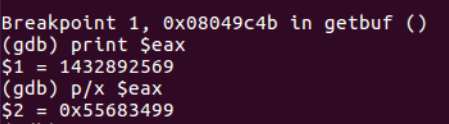 Breakpoint 1, 0x08049c4b in getbuf ()
(gdb) print $eax
$1 = 1432892569
(gdb) p/x $eax
$2 = 0x55683499